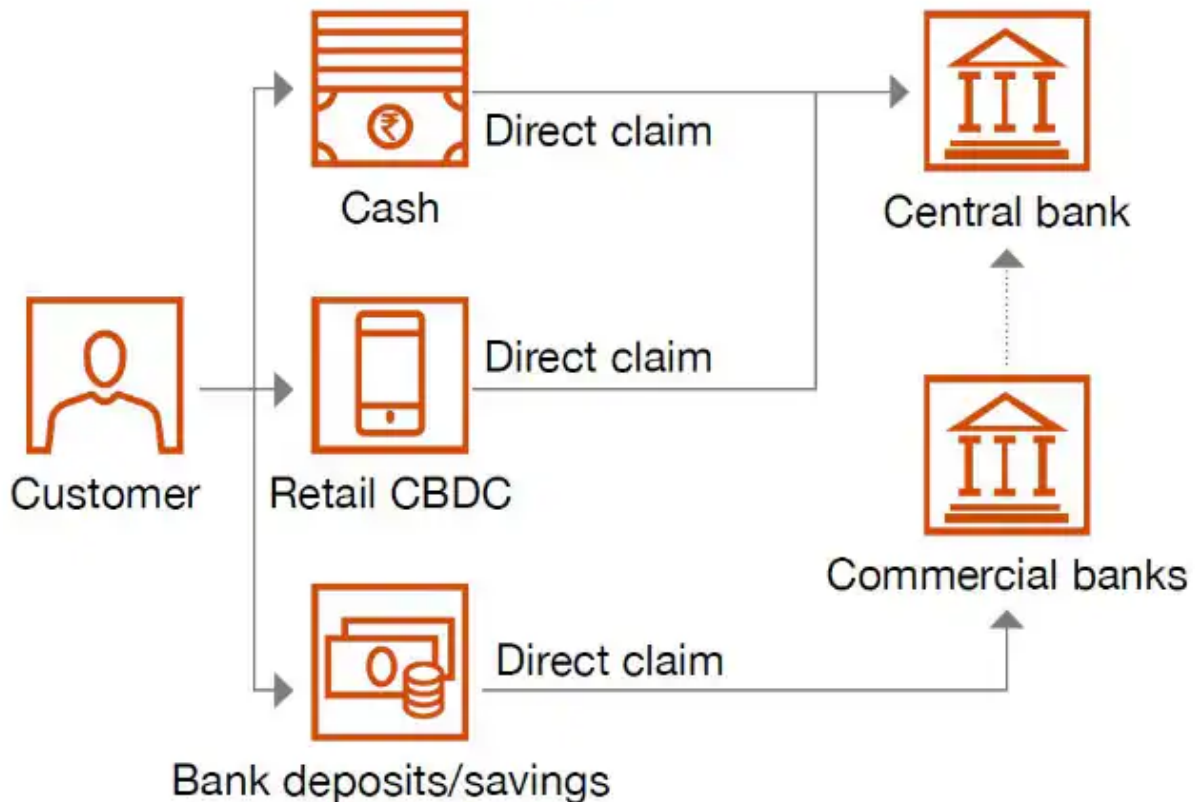 ₹
Direct claim
Cash
Central bank
Direct claim
Customer
Retail CBDC
Commercial banks
Direct claim
Bank deposits/savings